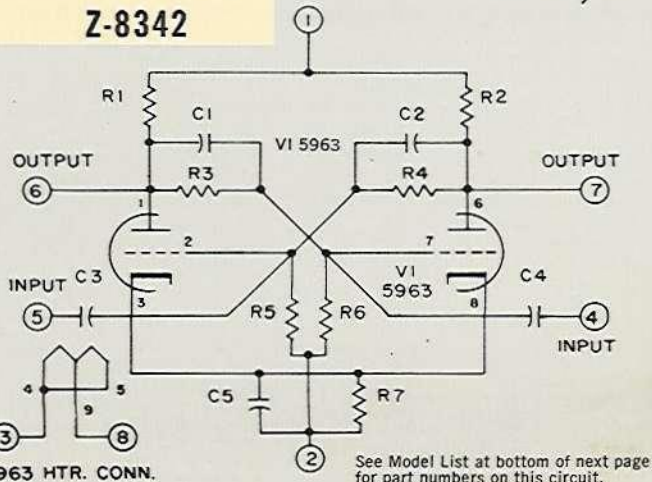 Z-8342
1
R1
R2
C1
C2
V1 5963
OUTPUT
OUTPUT
R3
R4
6
7
1
6
2
7
INPUT
C3
V1
5963
C4
3
8
5
R5
R6
4
INPUT
4
5
9
C5
R7
3
8
2
963 HTR. CONN.
See Model List at bottom of next page
for part numbers on this circuit.